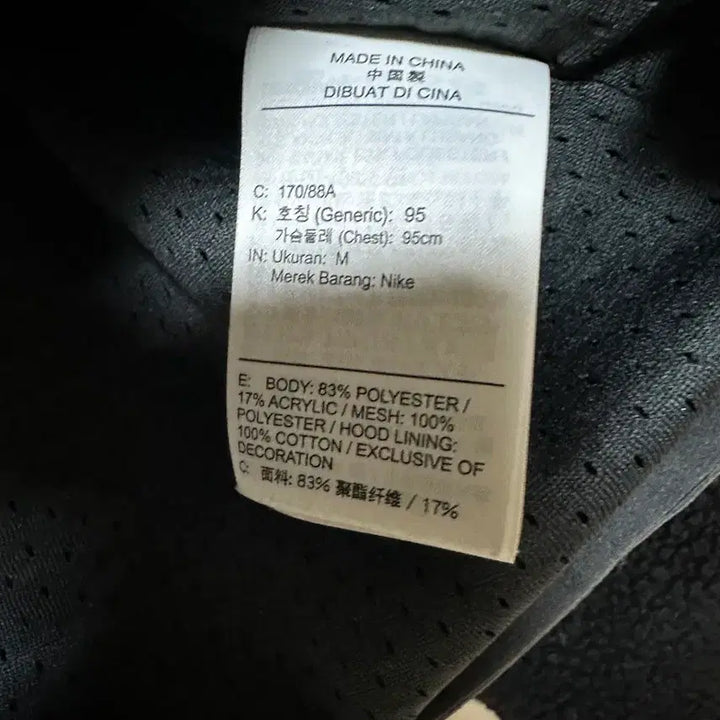 MADE IN CHINA
中国製
DIBUAT DI CINA
C: 170/88A
K: 호칭 (Generic): 95
가슴둘레 (Chest): 95cm
IN: Ukuran: M
Merek Barang: Nike
E: BODY: 83% POLYESTER /
17% ACRYLIC / MESH: 100%
POLYESTER / HOOD LINING:
100% COTTON / EXCLUSIVE OF
DECORATION
C: 面料: 83% 聚酯纤维 / 17%